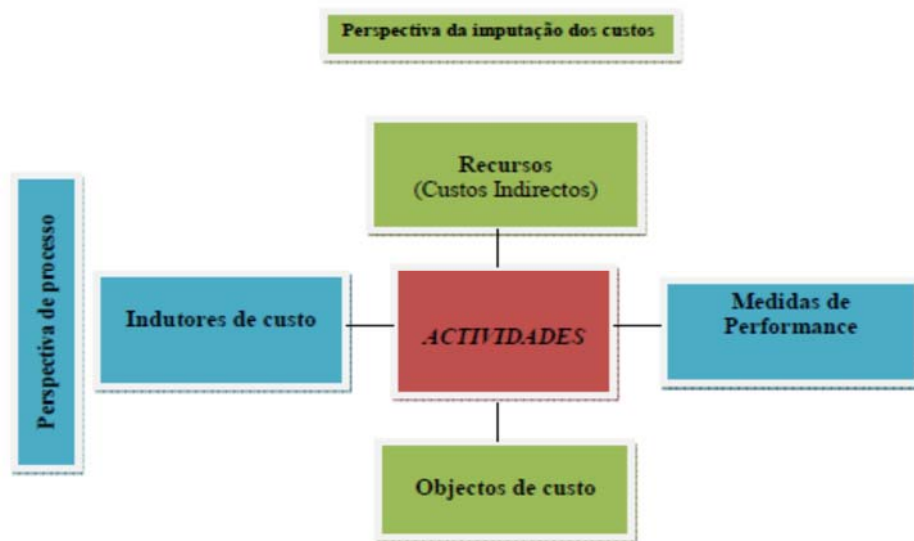 Perspectiva da imputação dos custos
Recursos
(Custos Indirectos)
Perspectiva de processo
Indutores de custo
ACTIVIDADES
Medidas de
Performance
Objectos de custo